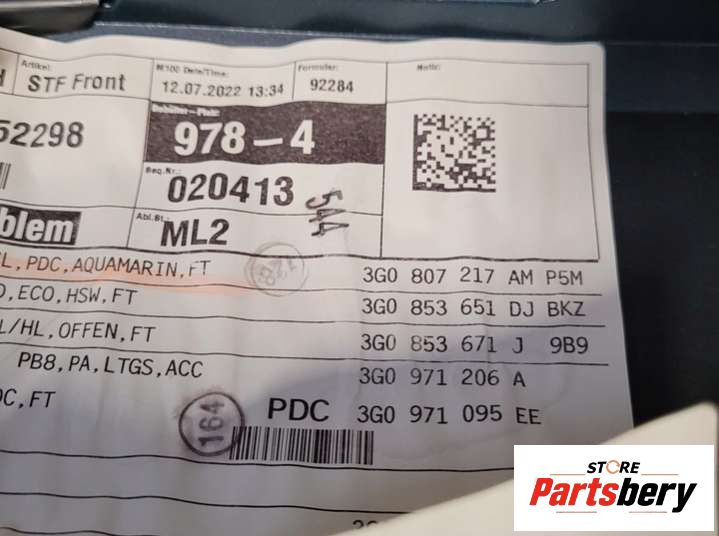 Artikel:
STF Front
M100 Date/Time:
12.07.2022 13:34
Formular:
92284
Notiz:
52298
978-4
Seq.Nr.:
020413
544
blem
Abl.St.:
ML2
L,PDC,AQUAMARIN,FT
3G0 807 217 AM P5M
,ECO,HSW,FT
3G0 853 651 DJ BKZ
L/HL,OFFEN,FT
3G0 853 671 J 9B9
PB8,PA,LTGS,ACC
3G0 971 206 A
C,FT
164
PDC
3G0 971 095 EE
STORE
Partsbery